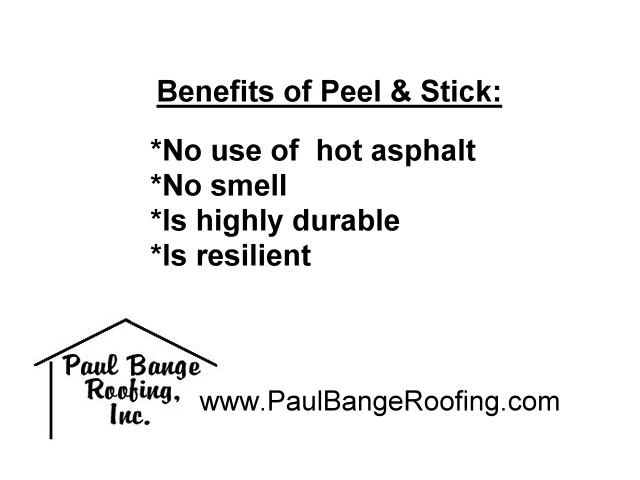 Benefits of Peel & Stick:
*No use of  hot asphalt
*No smell
*Is highly durable
*Is resilient
Paul Bange
Roofing,
Inc.
www.PaulBangeRoofing.com